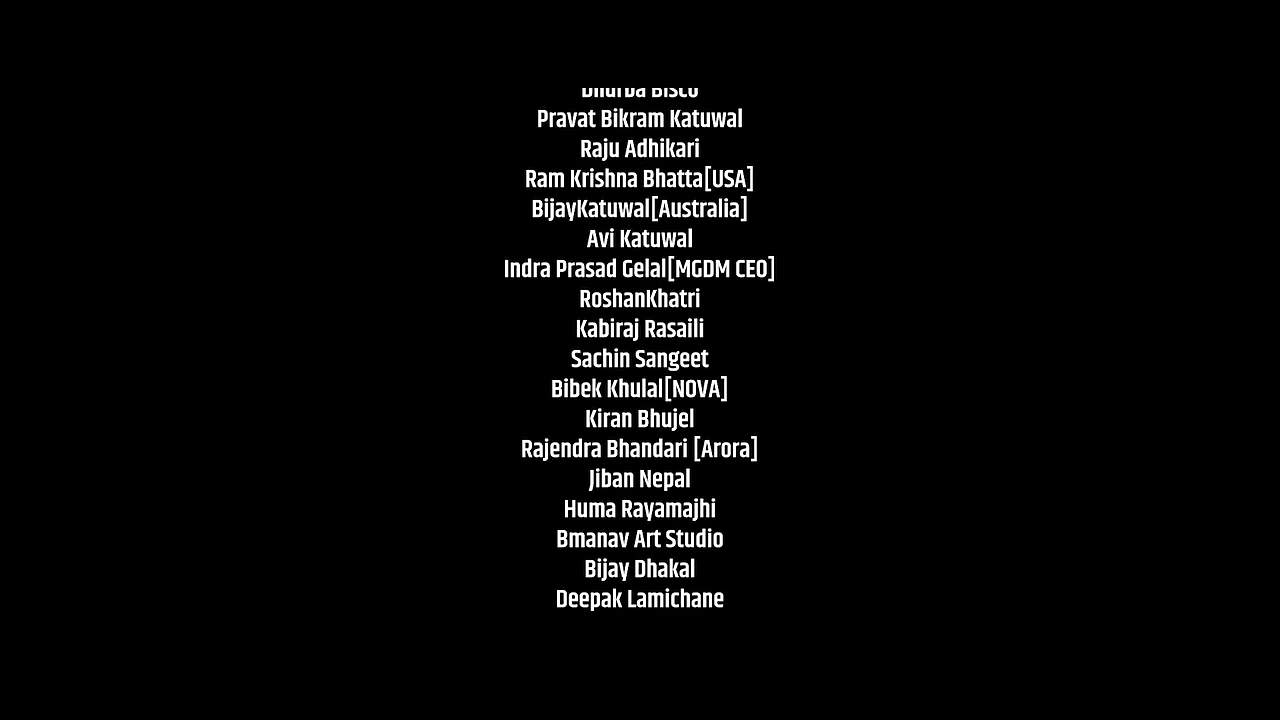 Pravat Bikram Katuwal
Raju Adhikari
Ram Krishna Bhatta[USA]
BijayKatuwal[Australia]
Avi Katuwal
Indra Prasad Gelal[MGDM CEO]
RoshanKhatri
Kabiraj Rasaili
Sachin Sangeet
Bibek Khulal[NOVA]
Kiran Bhujel
Rajendra Bhandari [Arora]
Jiban Nepal
Huma Rayamajhi
Bmanav Art Studio
Bijay Dhakal
Deepak Lamichane